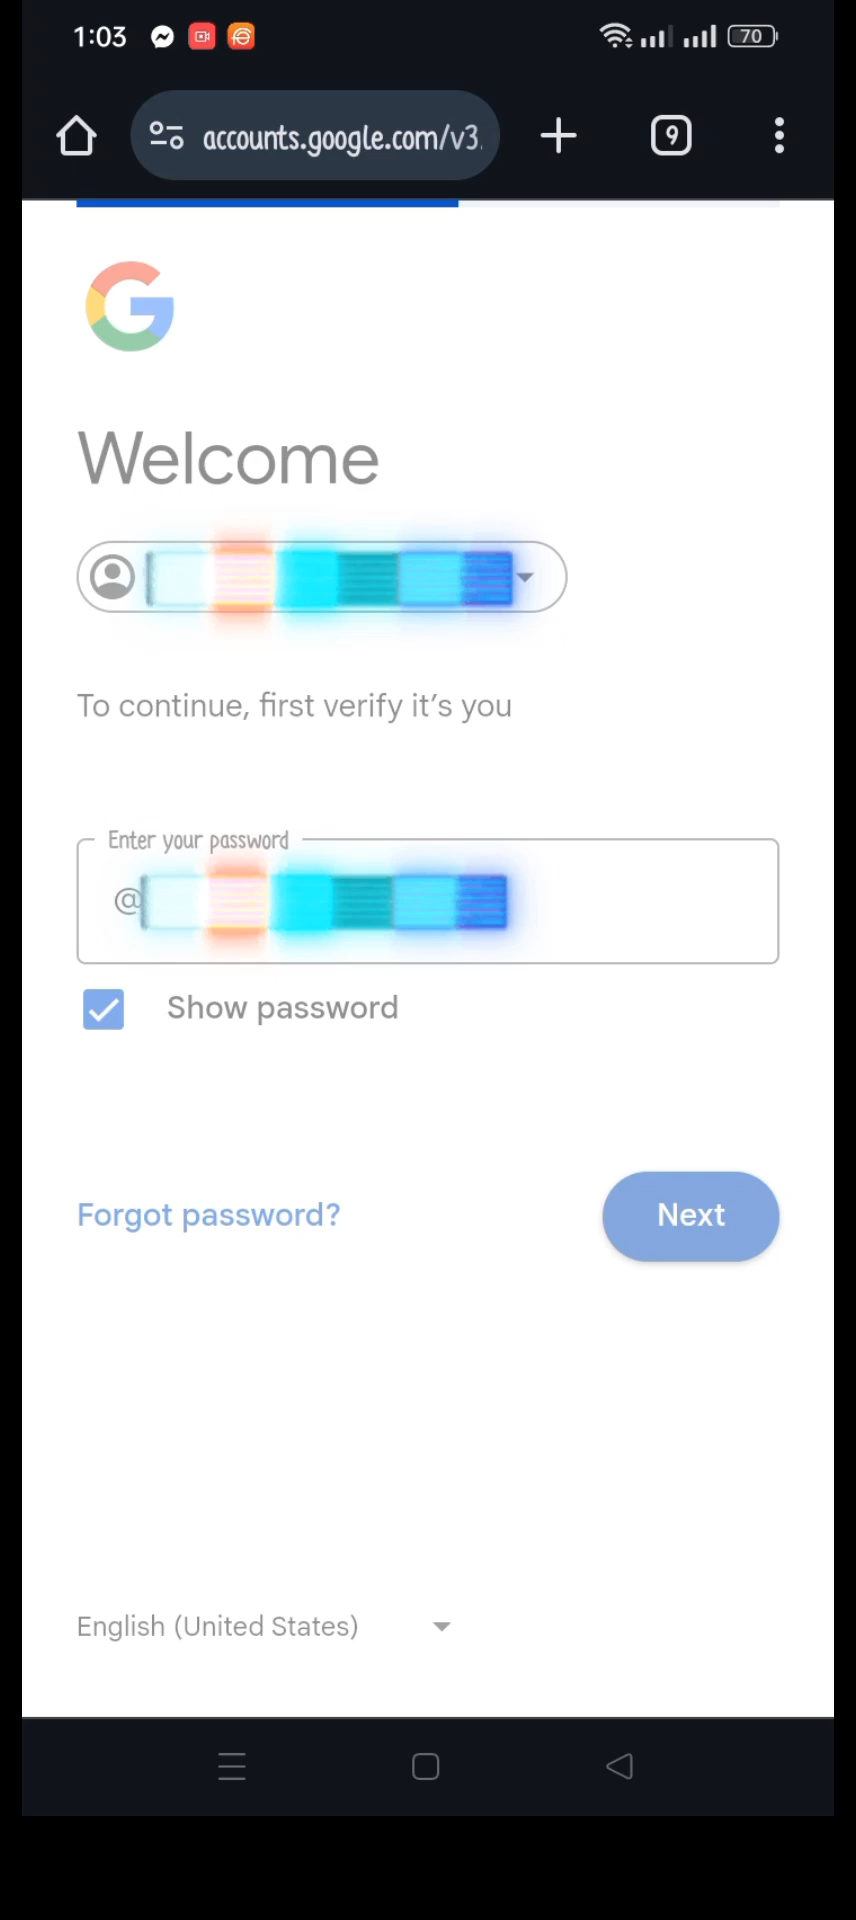 1:03
70
accounts.google.com/v3.
9
Welcome
To continue, first verify it's you
Enter your password
@
Show password
Forgot password?
Next
English (United States)